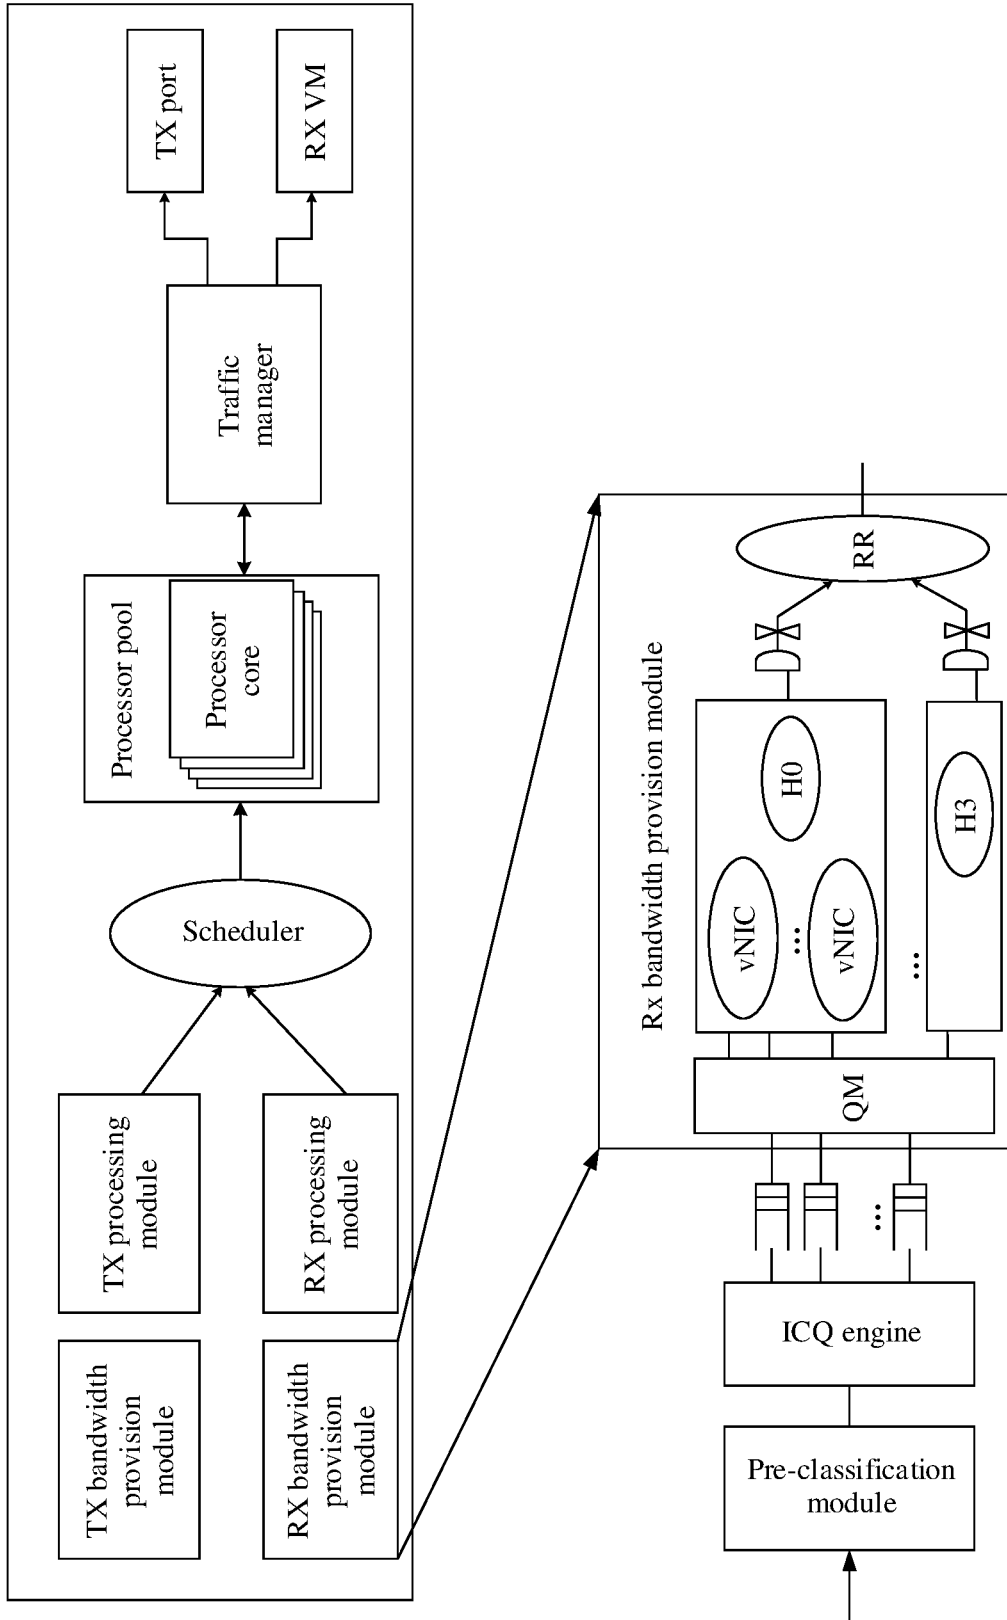 TX port
RX VM
Traffic
manager
Processor pool
Processor
core
Scheduler
TX processing
module
RX processing
module
TX bandwidth
provision
module
RX bandwidth
provision
module
Rx bandwidth provision module
RR
H0
H3
vNIC
...
vNIC
...
QM
...
ICQ engine
Pre-classification
module